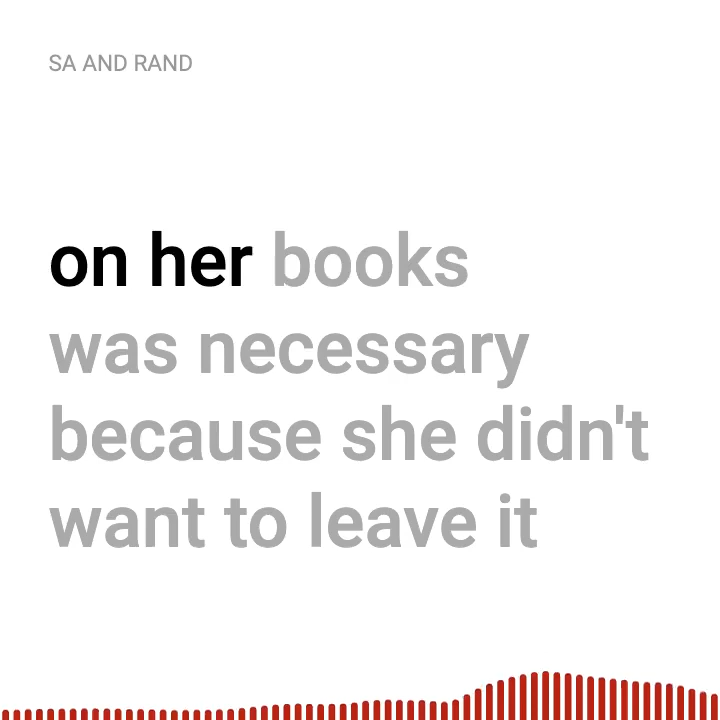 SA AND RAND
on her books
was necessary
because she didn't
want to leave it